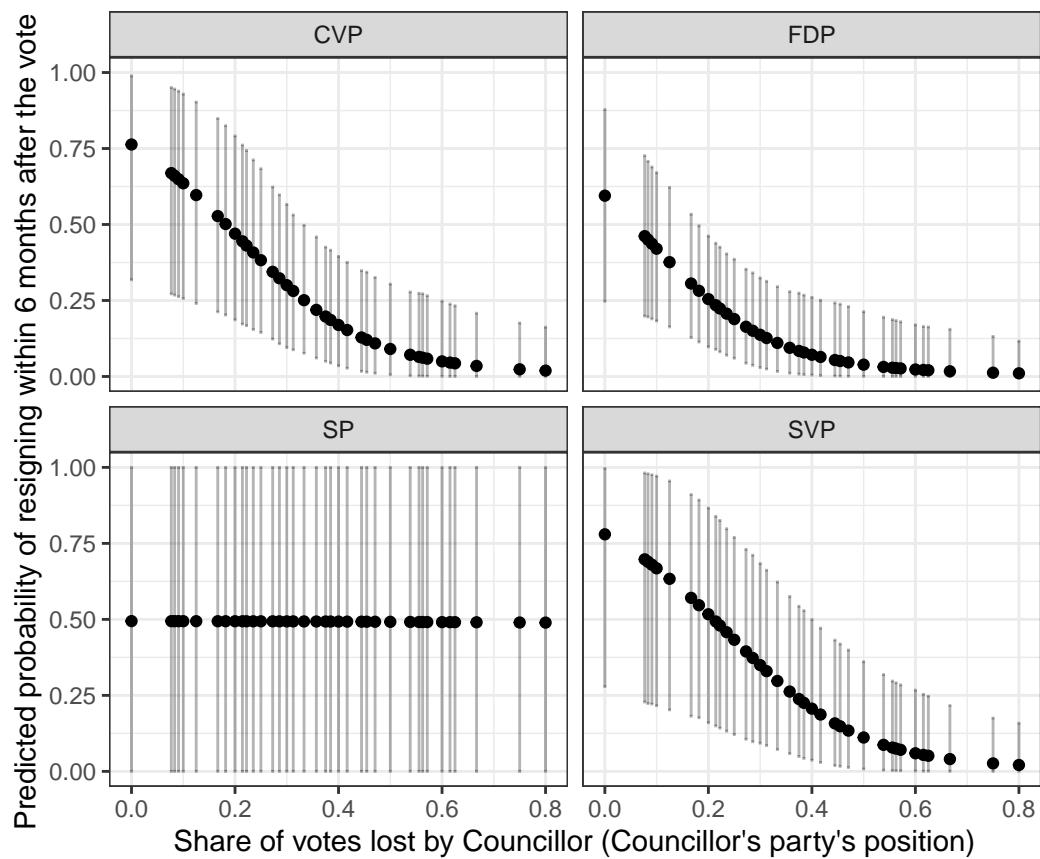 Predicted probability of resigning within 6 months after the vote
CVP
FDP
1.00
0.75
0.50
0.25
0.00
SP
SVP
1.00
0.75
0.50
0.25
0.00
0.0 0.2 0.4 0.6 0.8
0.0 0.2 0.4 0.6 0.8
Share of votes lost by Councillor (Councillor's party's position)